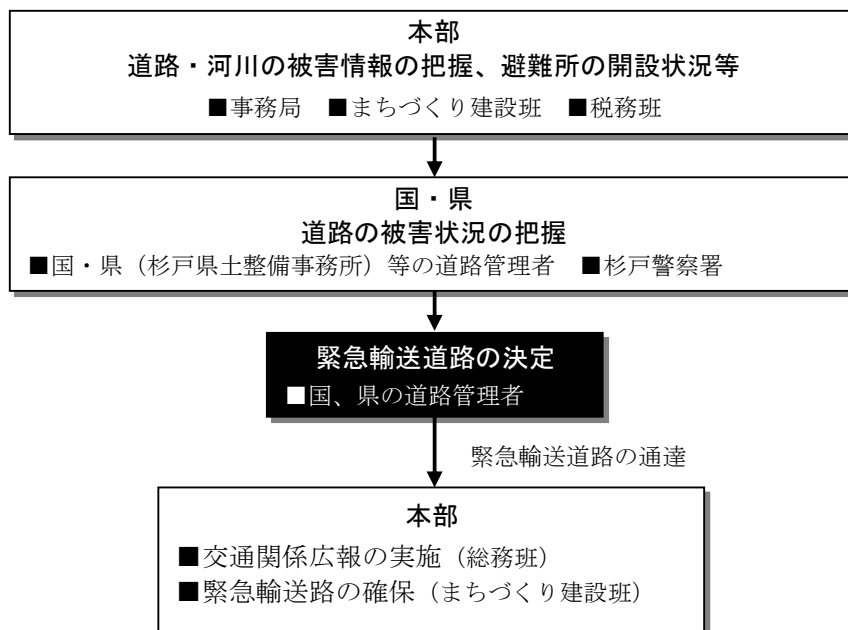 本部
道路・河川の被害情報の把握、避難所の開設状況等
■事務局 ■まちづくり建設班 ■税務班
国・県
道路の被害状況の把握
■国・県（杉戸県土整備事務所）等の道路管理者 ■杉戸警察署
緊急輸送道路の決定
■国、県の道路管理者
緊急輸送道路の通達
本部
■交通関係広報の実施（総務班）
■緊急輸送路の確保（まちづくり建設班）